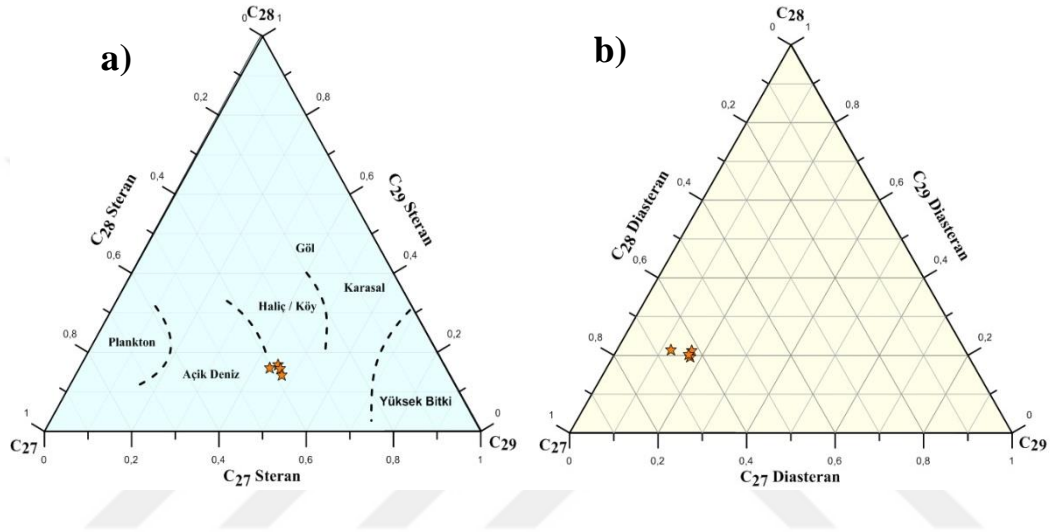 a)
C28
0 1
0,2
0,8
0,4
0,6
C28 Steran
C29 Steran
Göl
0,6
0,4
Karasal
Haliç / Köy
0,8
0,2
Plankton
Açik Deniz
Yüksek Bitki
1
0
C27
C29
0
0,2
0,4
0,6
0,8
1
C27 Steran
b)
C28
0 1
0,2
0,8
0,4
0,6
C28 Diasteran
C29 Diasteran
0,6
0,4
0,8
0,2
1
0
C27
C29
0
0,2
0,4
0,6
0,8
1
C27 Diasteran